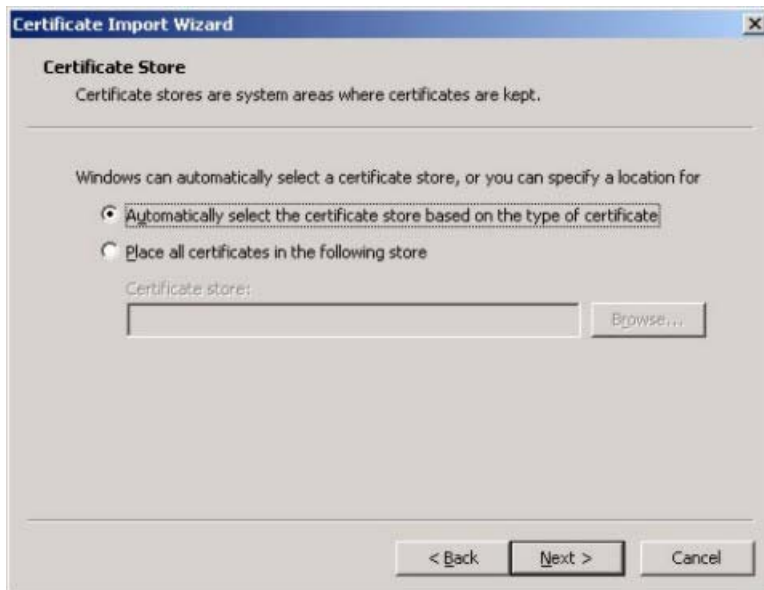 Certificate Import Wizard
Certificate Store
Certificate stores are system areas where certificates are kept.
Windows can automatically select a certificate store, or you can specify a location for
Automatically select the certificate store based on the type of certificate
Place all certificates in the following store
Certificate store:
Browse...
< Back Next > Cancel